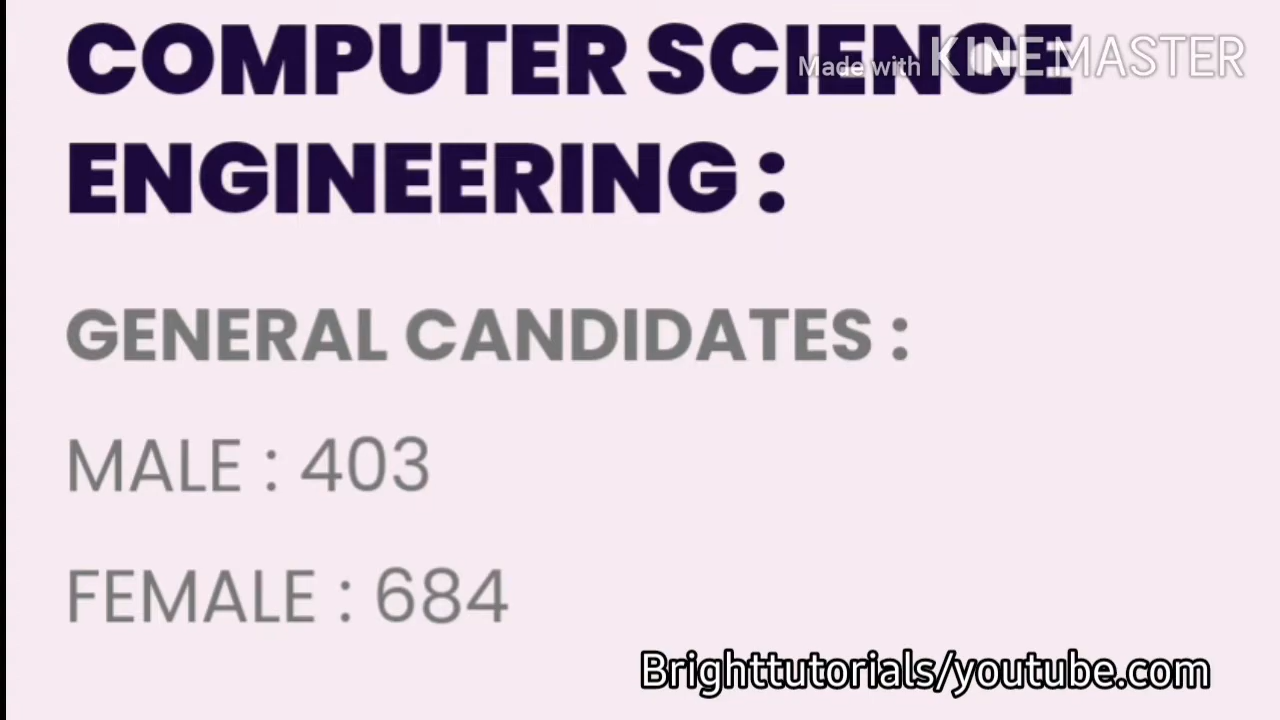 COMPUTER SCIENCE
Made with KINEMASTER
ENGINEERING :
GENERAL CANDIDATES :
MALE : 403
FEMALE : 684
Brighttutorials/youtube.com